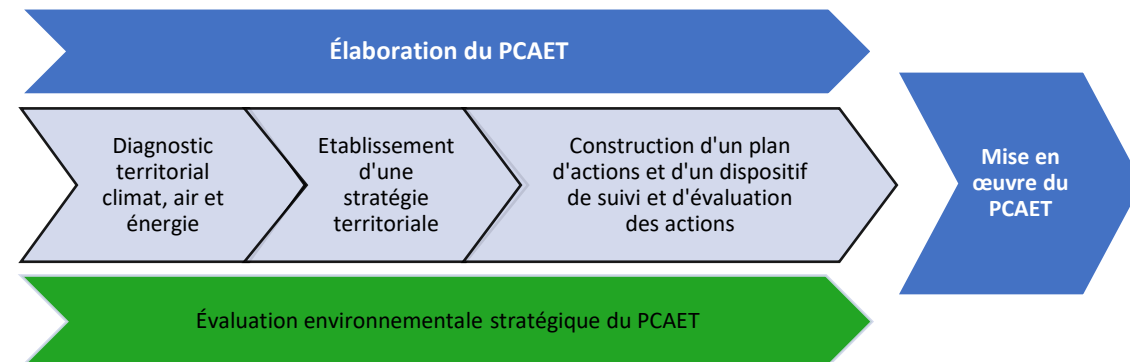 Élaboration du PCAET
Diagnostic
territorial
climat, air et
énergie
Etablissement
d'une
stratégie
territoriale
Construction d'un plan
d'actions et d'un dispositif
de suivi et d'évaluation
des actions
Mise en
œuvre du
PCAET
Évaluation environnementale stratégique du PCAET